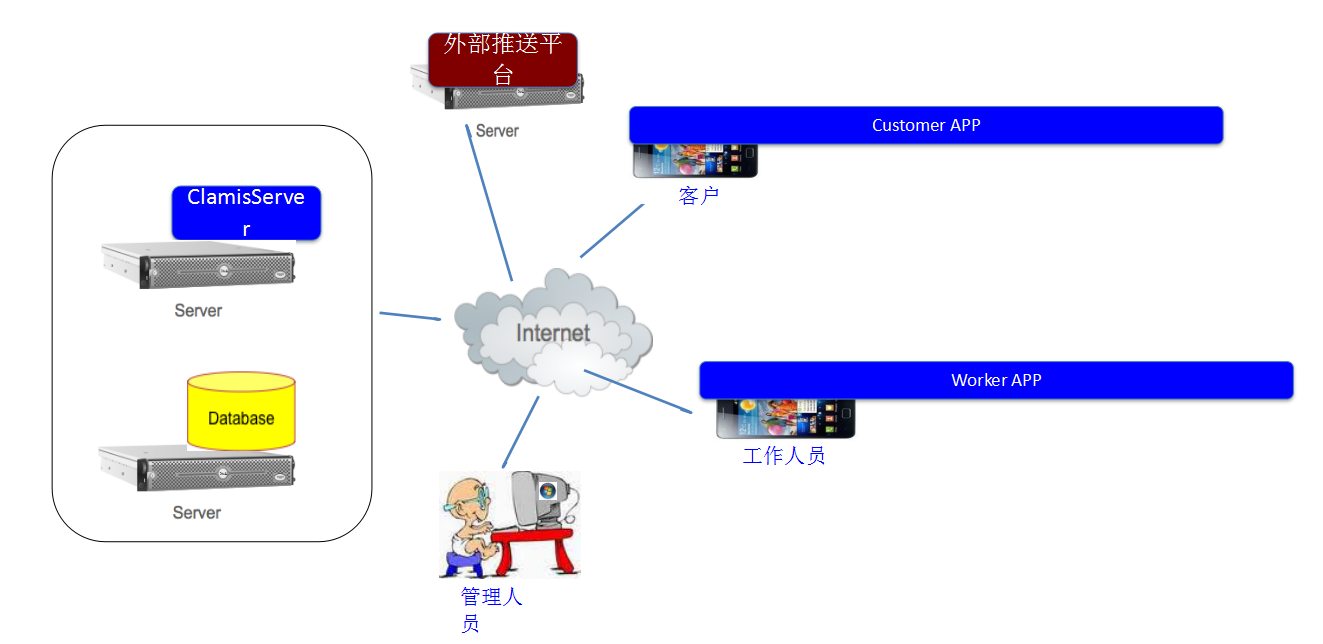 外部推送平
台
Server
Customer APP
客户
ClamisServe
r
Server
Internet
Worker APP
工作人员
Database
Server
管理人
员